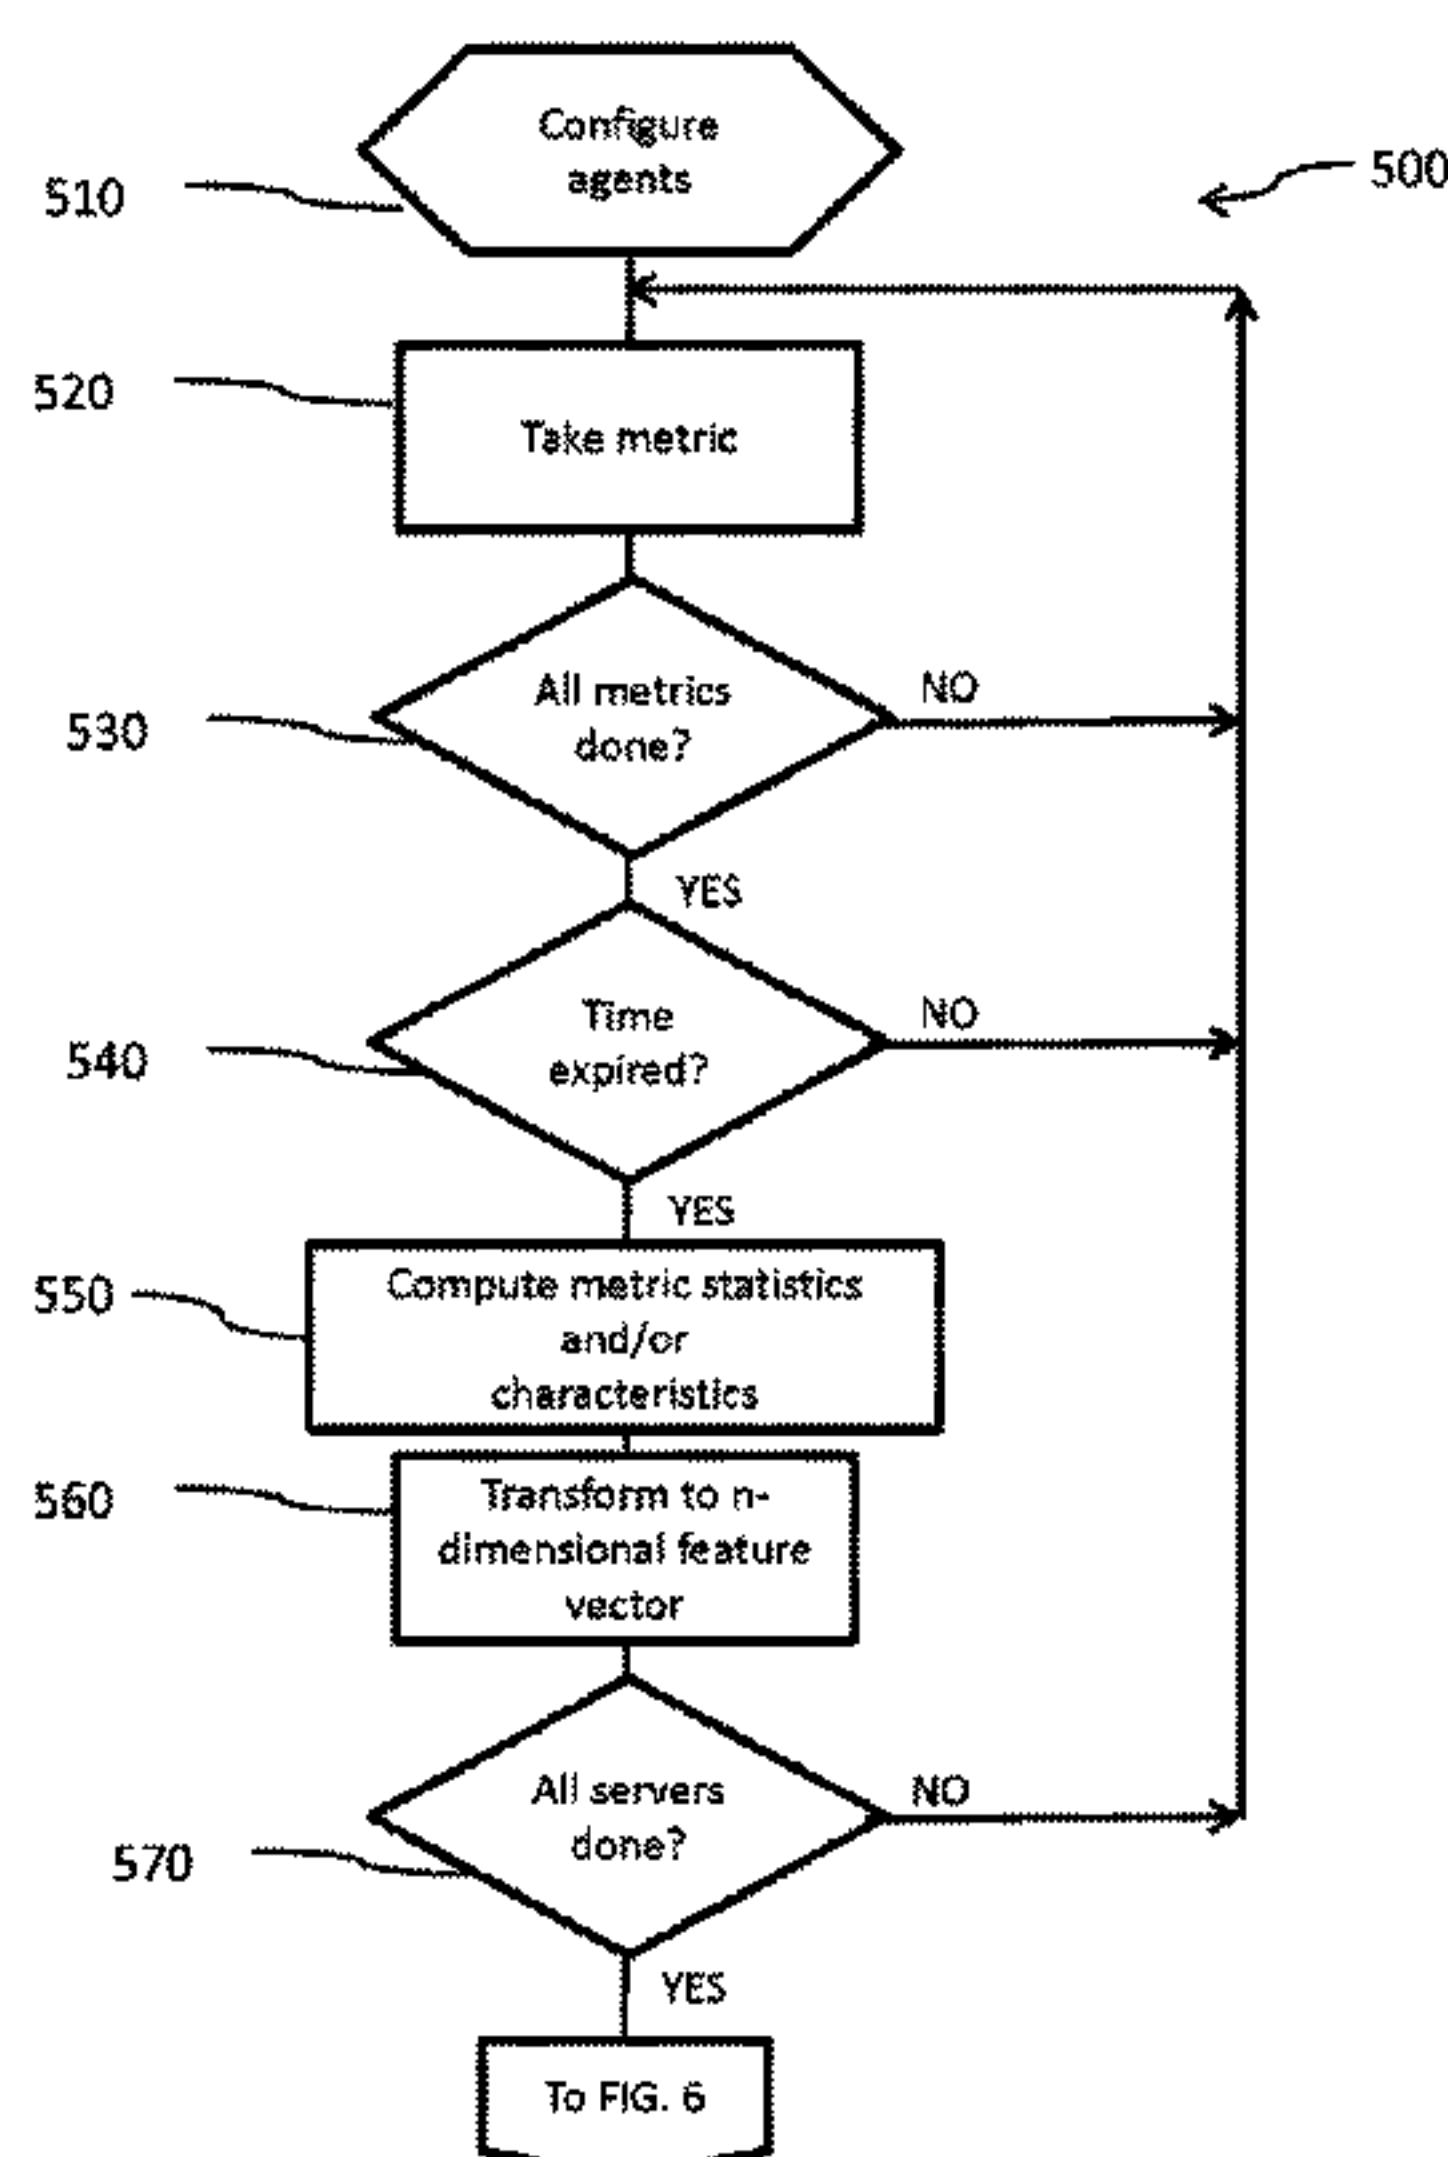 Configure
agents
510
500
520
Take metric
All metrics
done?
NO
530
YES
Time
expired?
NO
540
YES
550
Compute metric statistics
and/or
characteristics
560
Transform to n-
dimensional feature
vector
All servers
done?
NO
570
YES
To FIG. 6